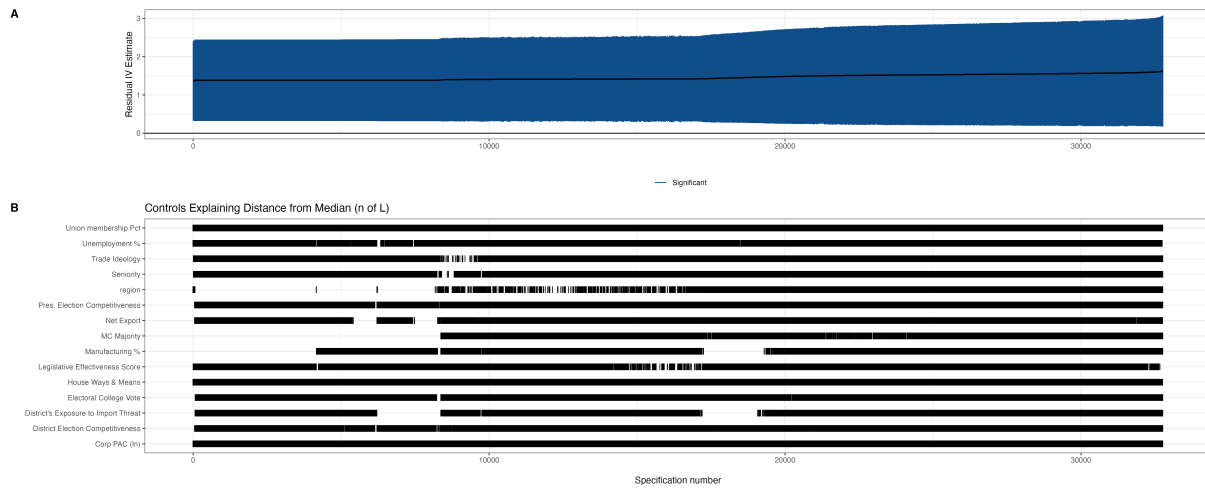 A
Residual IV Estimate
3
2
1
0
0 10000 20000 30000
Significant
B
Controls Explaining Distance from Median (n of L)
Union membership Pct
Unemployment %
Trade Ideology
Seniority
region
Pres. Election Competitiveness
Net Export
MC Majority
Manufacturing %
Legislative Effectiveness Score
House Ways & Means
Electoral College Vote
District's Exposure to Import Threat
District Election Competitiveness
Corp PAC (ln)
0 10000 20000 30000
Specification number